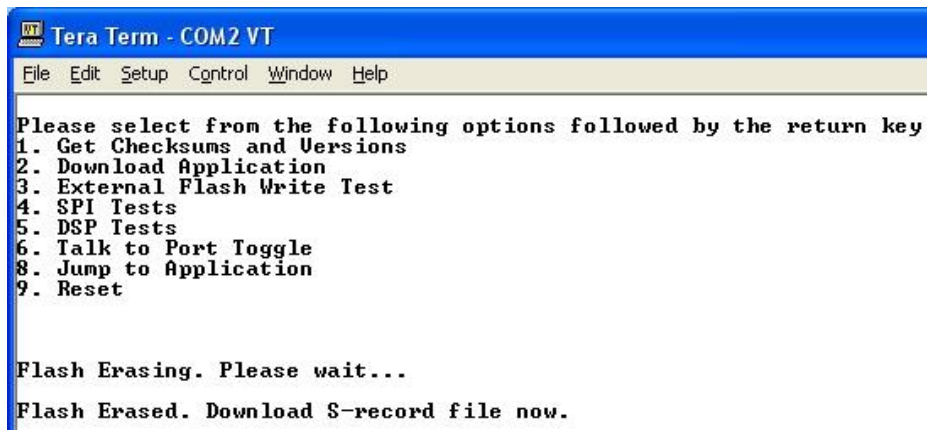 Tera Term - COM2 VT
File Edit Setup Control Window Help
Please select from the following options followed by the return key
1. Get Checksums and Versions
2. Download Application
3. External Flash Write Test
4. SPI Tests
5. DSP Tests
6. Talk to Port Toggle
8. Jump to Application
9. Reset
Flash Erasing. Please wait...
Flash Erased. Download S-record file now.